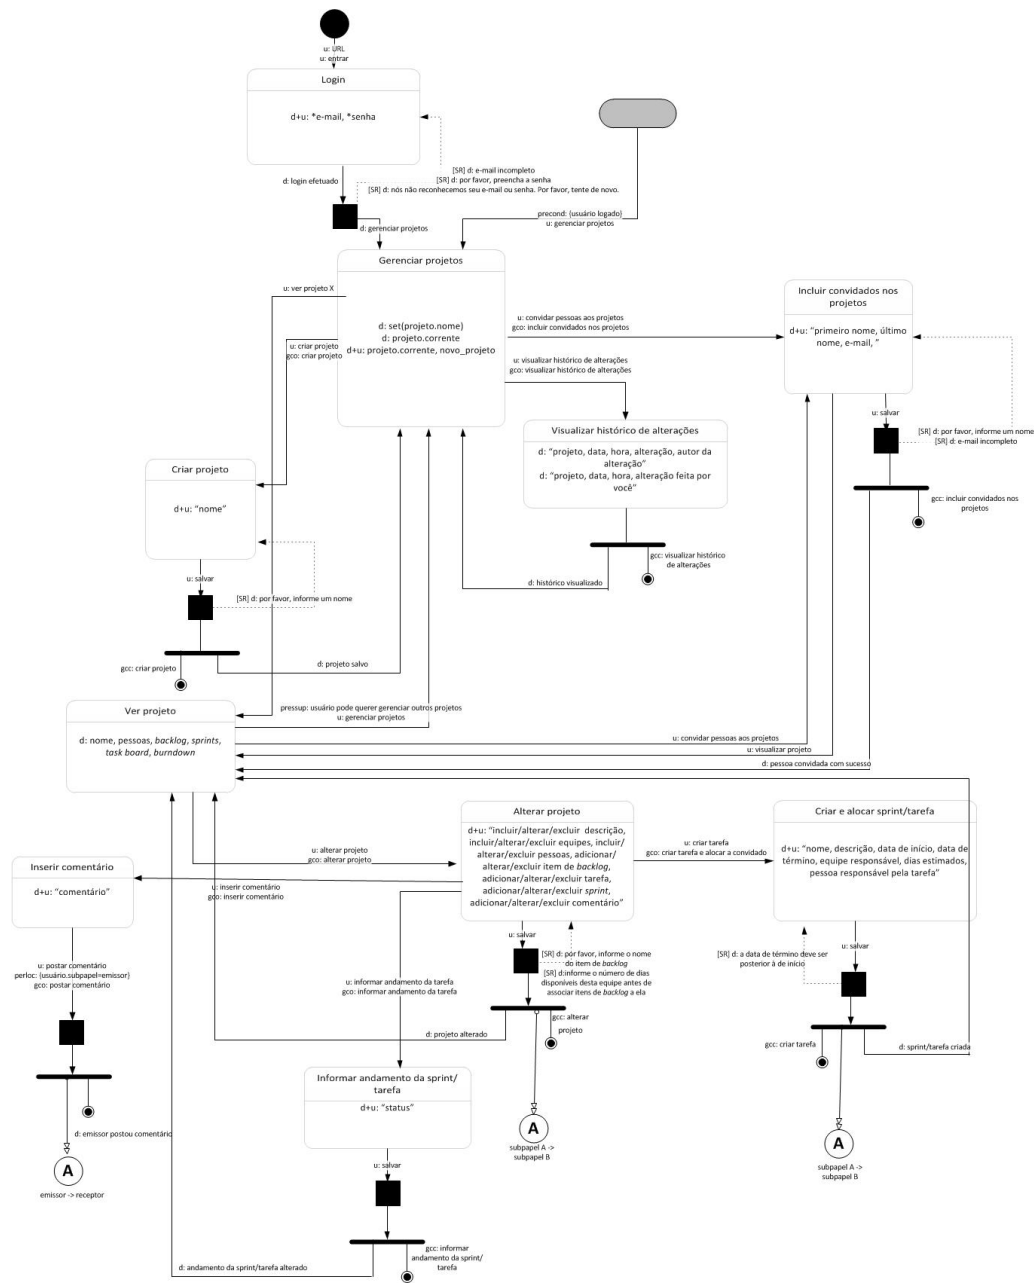 u: URL
u: entrar
Login
d+u: *e-mail, *senha
[SR] d: e-mail incompleto
[SR] d: por favor, preencha a senha
[SR] d: nós não reconhecemos seu e-mail ou senha. Por favor, tente de novo.
d: login efetuado
d: gerenciar projetos
precond: {usuário logado}
u: gerenciar projetos
Gerenciar projetos
d: set(projeto.nome)
d: projeto.corrente
d+u: projeto.corrente, novo_projeto
u: ver projeto X
u: criar projeto
gco: criar projeto
u: convidar pessoas aos projetos
gco: incluir convidados nos projetos
u: visualizar histórico de alterações
gco: visualizar histórico de alterações
Incluir convidados nos
projetos
d+u: “primeiro nome, último
nome, e-mail, ”
u: salvar
[SR] d: por favor, informe um nome
[SR] d: e-mail incompleto
gcc: incluir convidados nos
projetos
Visualizar histórico de alterações
d: “projeto, data, hora, alteração, autor da
alteração”
d: “projeto, data, hora, alteração feita por
você”
gcc: visualizar histórico
de alterações
d: histórico visualizado
Criar projeto
d+u: “nome”
u: salvar
[SR] d: por favor, informe um nome
gcc: criar projeto
d: projeto salvo
Ver projeto
d: nome, pessoas, backlog, sprints,
task board, burndown
pressup: usuário pode querer gerenciar outros projetos
u: gerenciar projetos
u: convidar pessoas aos projetos
u: visualizar projeto
d: pessoa convidada com sucesso
u: alterar projeto
gco: alterar projeto
Alterar projeto
d+u: “incluir/alterar/excluir descrição,
incluir/alterar/excluir equipes, incluir/
alterar/excluir pessoas, adicionar/
alterar/excluir item de backlog,
adicionar/alterar/excluir tarefa,
adicionar/alterar/excluir sprint,
adicionar/alterar/excluir comentário”
u: criar tarefa
gco: criar tarefa e alocar a convidado
Criar e alocar sprint/tarefa
d+u: “nome, descrição, data de início, data de
término, equipe responsável, dias estimados,
pessoa responsável pela tarefa”
Inserir comentário
d+u: “comentário”
u: inserir comentário
gco: inserir comentário
u: salvar
[SR] d: por favor, informe o nome
do item de backlog
[SR] d:informe o número de dias
disponíveis desta equipe antes de
associar itens de backlog a ela
u: salvar
[SR] d: a data de término deve ser
posterior à de início
u: postar comentário
perloc: {usuário.subpapel=emissor}
gco: postar comentário
u: informar andamento da tarefa
gco: informar andamento da tarefa
gcc: alterar
projeto
d: projeto alterado
gcc: criar tarefa
d: sprint/tarefa criada
Informar andamento da sprint/
tarefa
d+u: “status”
d: emissor postou comentário
A
emissor -> receptor
A
subpapel A ->
subpapel B
A
subpapel A ->
subpapel B
u: salvar
gcc: informar
andamento da sprint/
tarefa
d: andamento da sprint/tarefa alterado